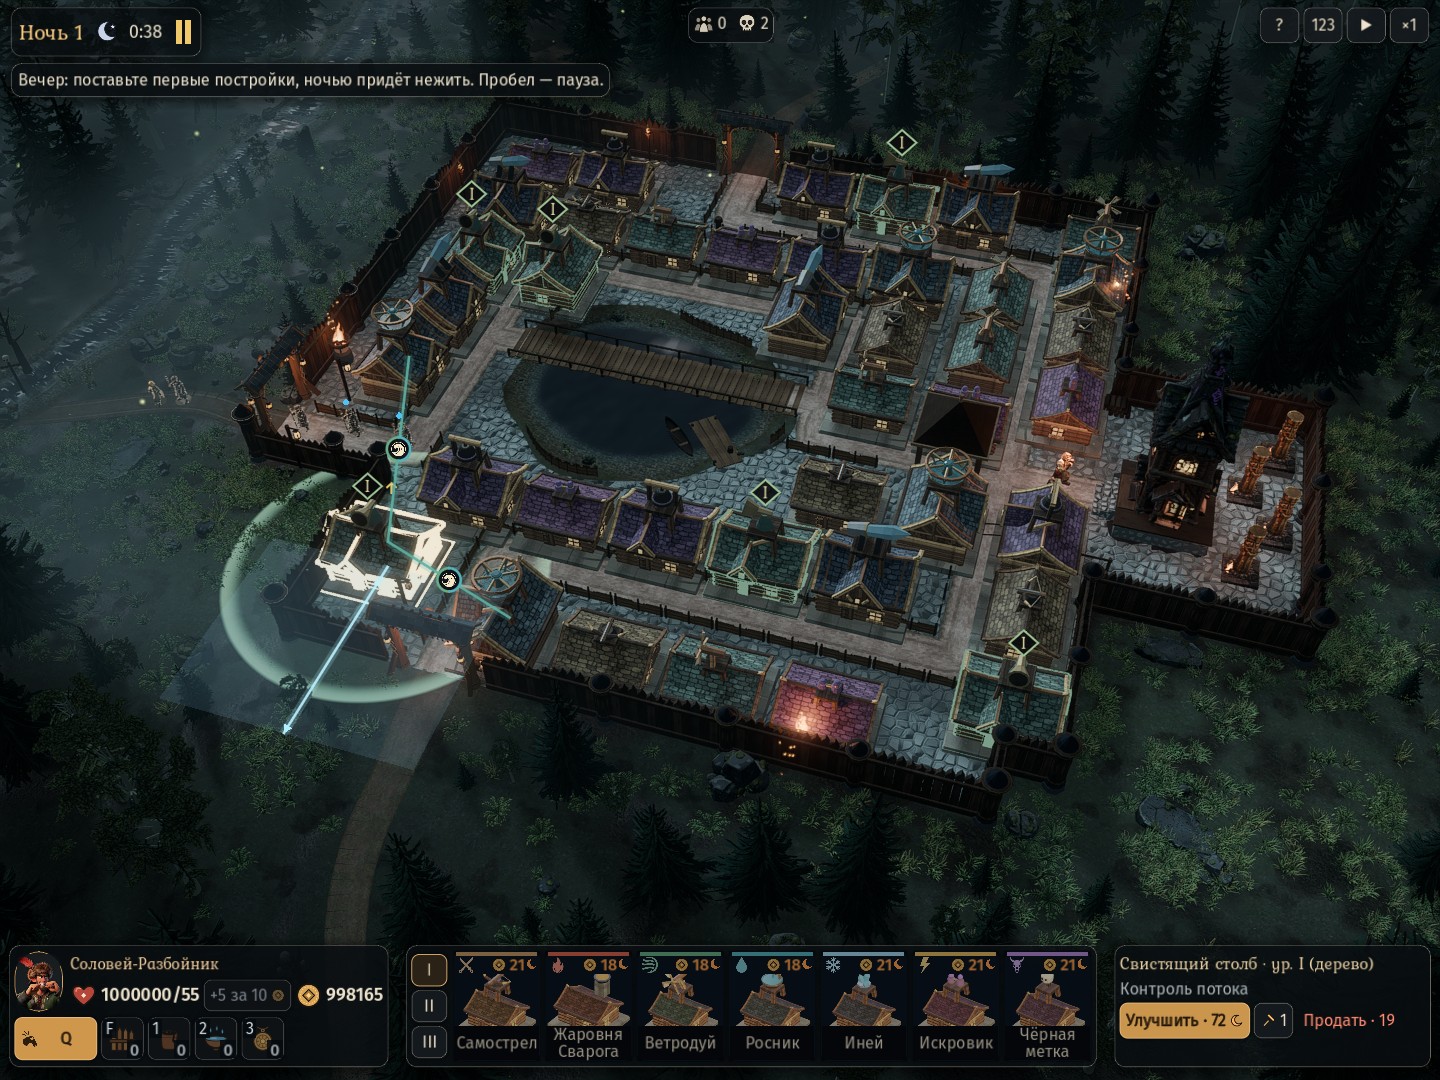 Ночь 1
0:38
0
2
?
123
×1
Вечер: поставьте первые постройки, ночью придёт нежить. Пробел — пауза.
I
I
I
I
I
I
Соловей-Разбойник
1000000/55
+5 за 10
998165
Q
F
0
1
0
2
0
3
0
I
II
III
21
18
18
18
21
21
21
Самострел
Жаровня Сварога
Ветродуй
Росник
Иней
Искровик
Чёрная метка
Свистящий столб · ур. I (дерево)
Контроль потока
Улучшить · 72
1
Продать · 19